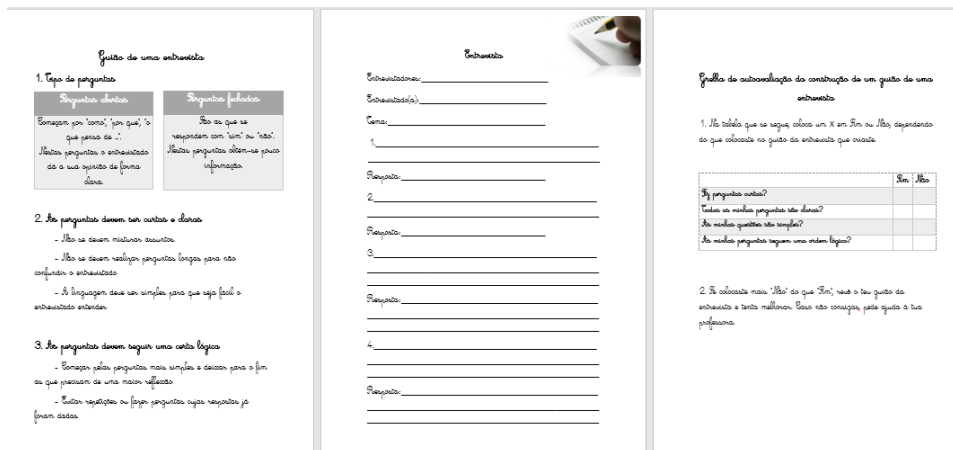 Guião de uma entrevista
1. Tipo de perguntas
Perguntas abertas
Começam por "como", "por que", "o
que pensa de ...".
Nestas perguntas o entrevistado
dá a sua opinião de forma
clara.
Perguntas fechadas
São as que se
respondem com "sim" ou "não".
Nestas perguntas obtém-se pouca
informação.
2. As perguntas devem ser curtas e claras
- Não se devem misturar assuntos
- Não se devem realizar perguntas longas para não
confundir o entrevistado
- A linguagem deve ser simples para que seja fácil o
entrevistado entender
3. As perguntas devem seguir uma certa lógica
- Começar pelas perguntas mais simples e deixar para o fim
as que precisam de uma maior reflexão
- Evitar repetições ou fazer perguntas cujas respostas já
foram dadas
Entrevista
Entrevistadores:
Entrevistado(a):
Tema:
1.
Resposta:
2.
Resposta:
3.
Resposta:
4.
Resposta:
Grelha de autoavaliação da construção de um guião de uma
entrevista
1. Na tabela que se segue, coloca um X em Sim ou Não, dependendo
do que colocaste no guião da entrevista que criaste.
Sim Não
Fiz perguntas curtas?
Todas as minhas perguntas são claras?
As minhas questões são simples?
As minhas perguntas seguem uma ordem lógica?
2. Se colocaste mais "Não" do que "Sim", revê o teu guião da
entrevista e tenta melhorar. Caso não consigas, pede ajuda à tua
professora.